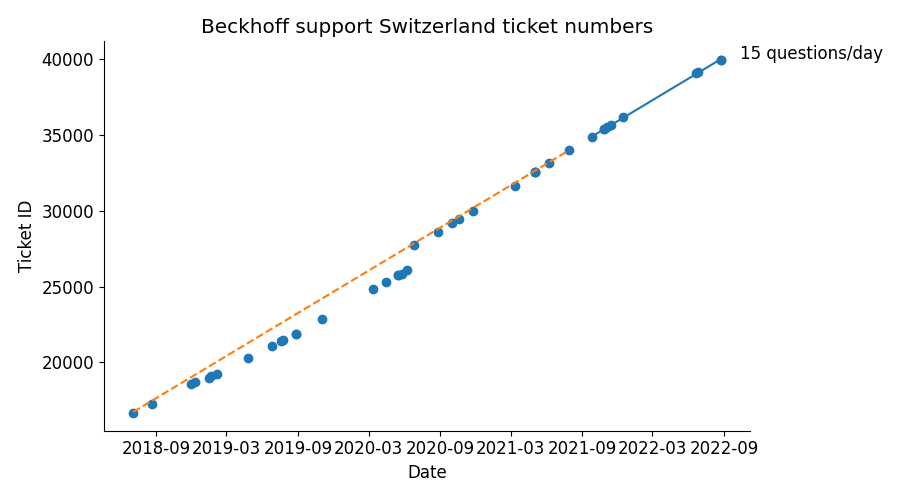 Beckhoff support Switzerland ticket numbers
40000
15 questions/day
35000
30000
25000
20000
Ticket ID
2018-09 2019-03 2019-09 2020-03 2020-09 2021-03 2021-09 2022-03 2022-09
Date